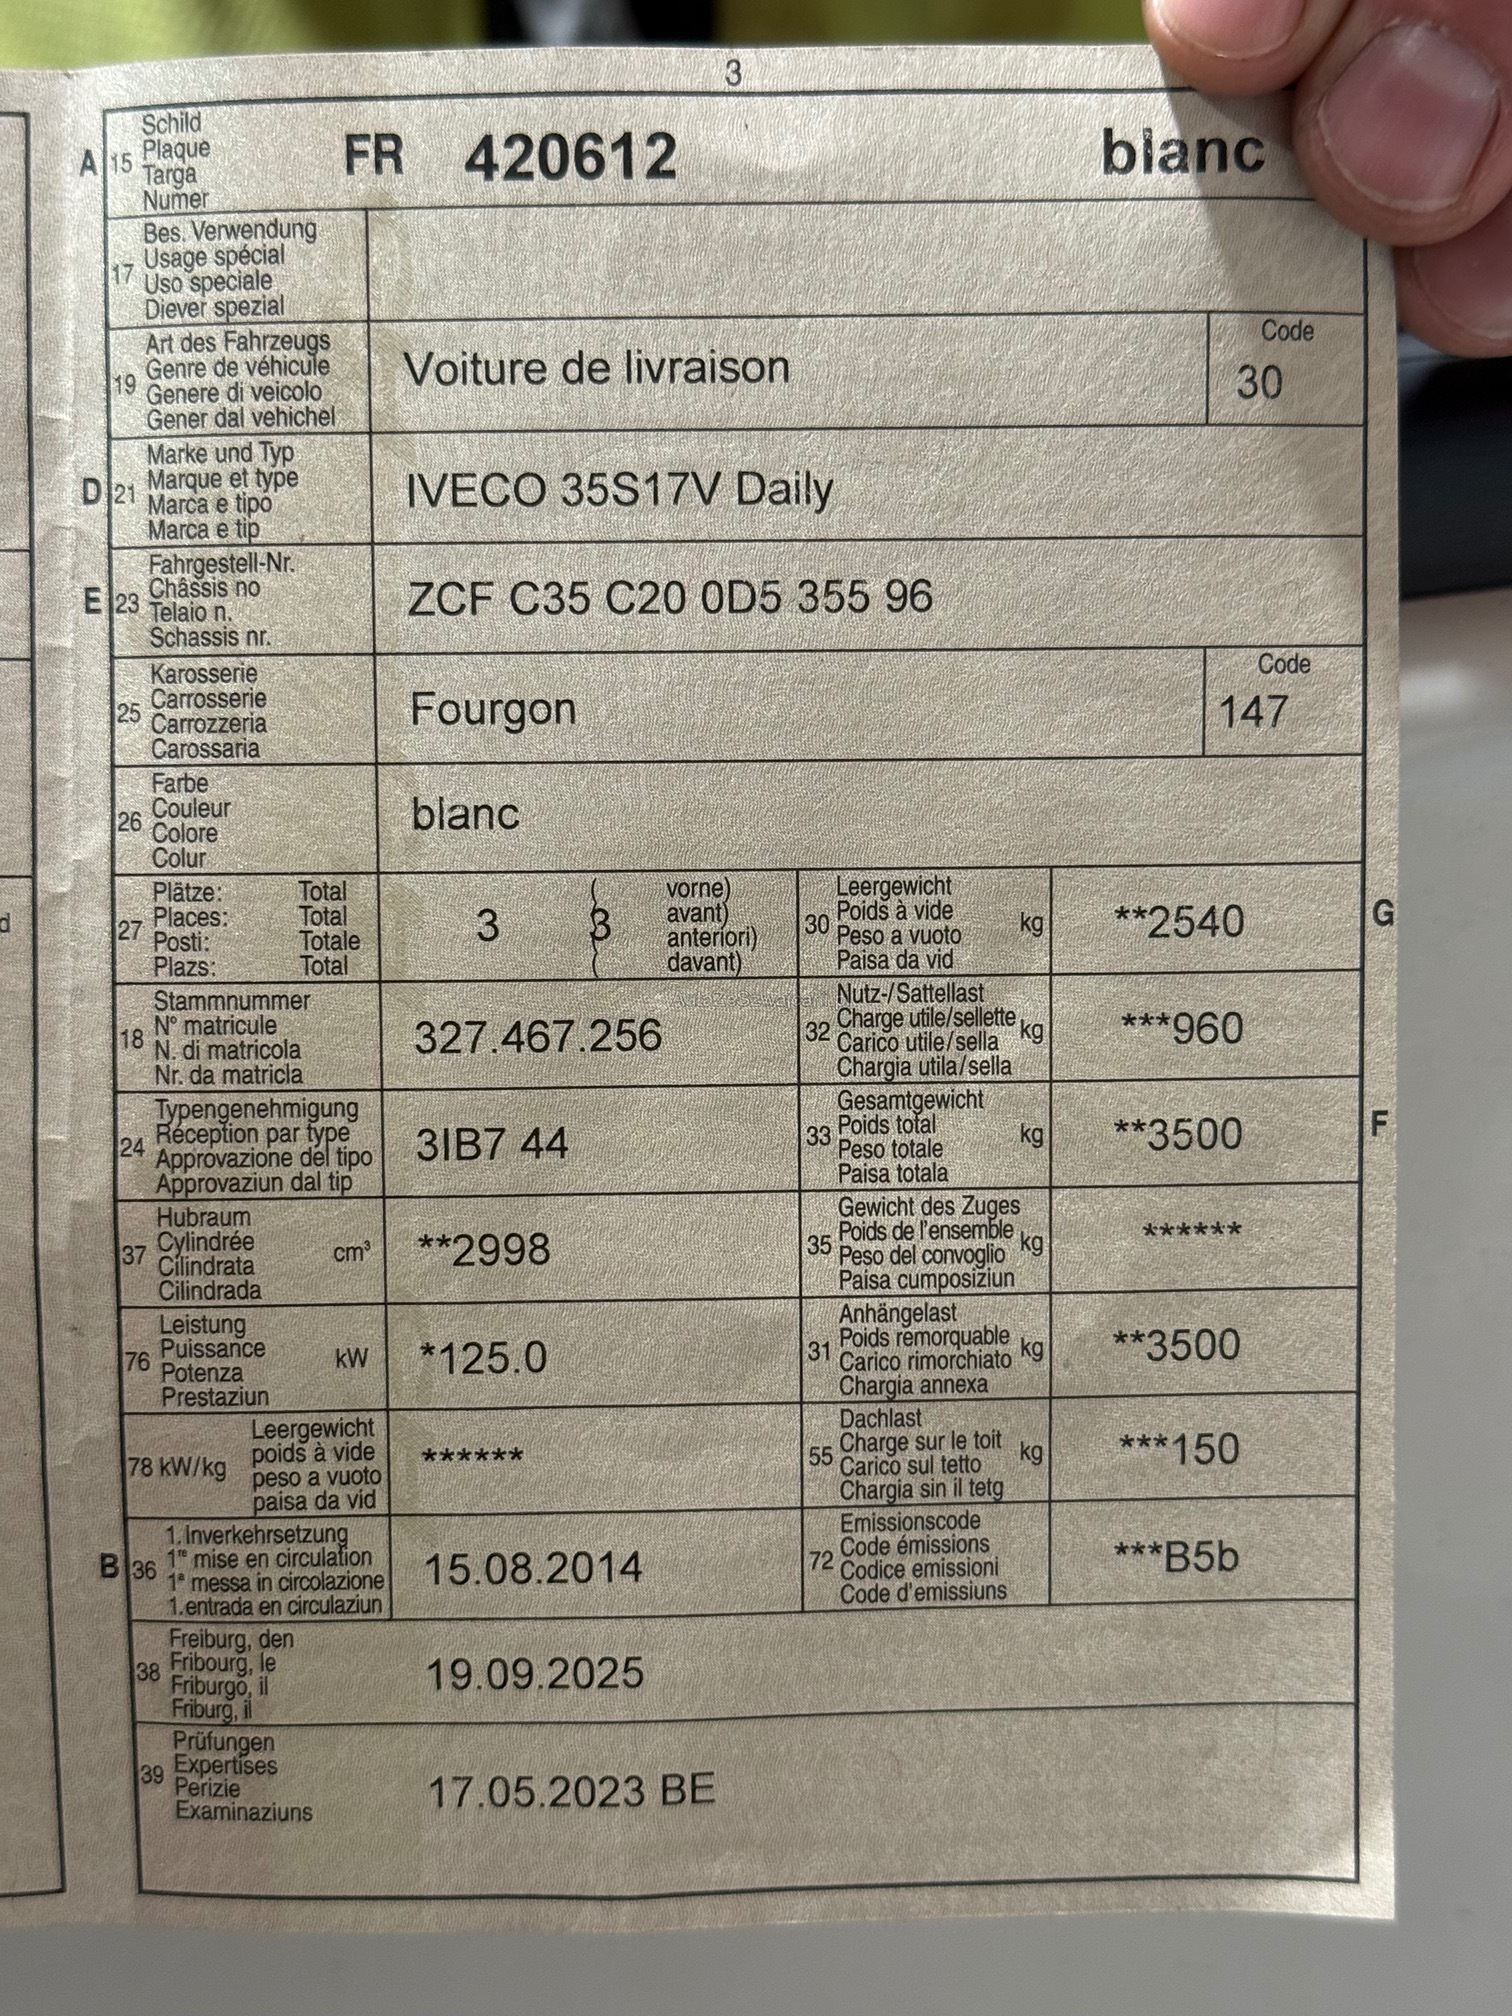 3
A 15 Schild
Plaque
Targa
Numer
FR 420612 blanc
17 Bes. Verwendung
Usage spécial
Uso speciale
Diever spezial
19 Art des Fahrzeugs
Genre de véhicule
Genere di veicolo
Gener dal vehichel
Voiture de livraison
Code
30
D 21 Marke und Typ
Marque et type
Marca e tipo
Marca e tip
IVECO 35S17V Daily
E 23 Fahrgestell-Nr.
Châssis no
Telaio n.
Schassis nr.
ZCF C35 C20 0D5 355 96
25 Karosserie
Carrosserie
Carrozzeria
Carossaria
Fourgon
Code
147
26 Farbe
Couleur
Colore
Colur
blanc
27 Plätze: Total
Places: Total
Posti: Totale
Plazs: Total
3 ( 3 vorne)
avant)
anteriori)
( davant)
30 Leergewicht
Poids à vide
Peso a vuoto
Paisa da vid
kg
**2540
G
18 Stammnummer
N° matricule
N. di matricola
Nr. da matricla
327.467.256
32 Nutz-/Sattellast
Charge utile/sellette
Carico utile/sella
Chargia utila/sella
kg
***960
24 Typengenehmigung
Réception par type
Approvazione del tipo
Approvaziun dal tip
3IB7 44
33 Gesamtgewicht
Poids total
Peso totale
Paisa totala
kg
**3500
F
37 Hubraum
Cylindrée
Cilindrata
Cilindrada
cm³
**2998
35 Gewicht des Zuges
Poids de l'ensemble
Peso del convoglio
Paisa cumposiziun
kg
******
76 Leistung
Puissance
Potenza
Prestaziun
kW
*125.0
31 Anhängelast
Poids remorquable
Carico rimorchiato
Chargia annexa
kg
**3500
78 kW/kg
Leergewicht
poids à vide
peso a vuoto
paisa da vid
******
55 Dachlast
Charge sur le toit
Carico sul tetto
Chargia sin il tetg
kg
***150
B 36 1. Inverkehrsetzung
1re mise en circulation
1a messa in circolazione
1. entrada en circulaziun
15.08.2014
72 Emissionscode
Code émissions
Codice emissioni
Code d'emissiuns
***B5b
38 Freiburg, den
Fribourg, le
Friburgo, il
Friburg, il
19.09.2025
39 Prüfungen
Expertises
Perizie
Examinaziuns
17.05.2023 BE
d